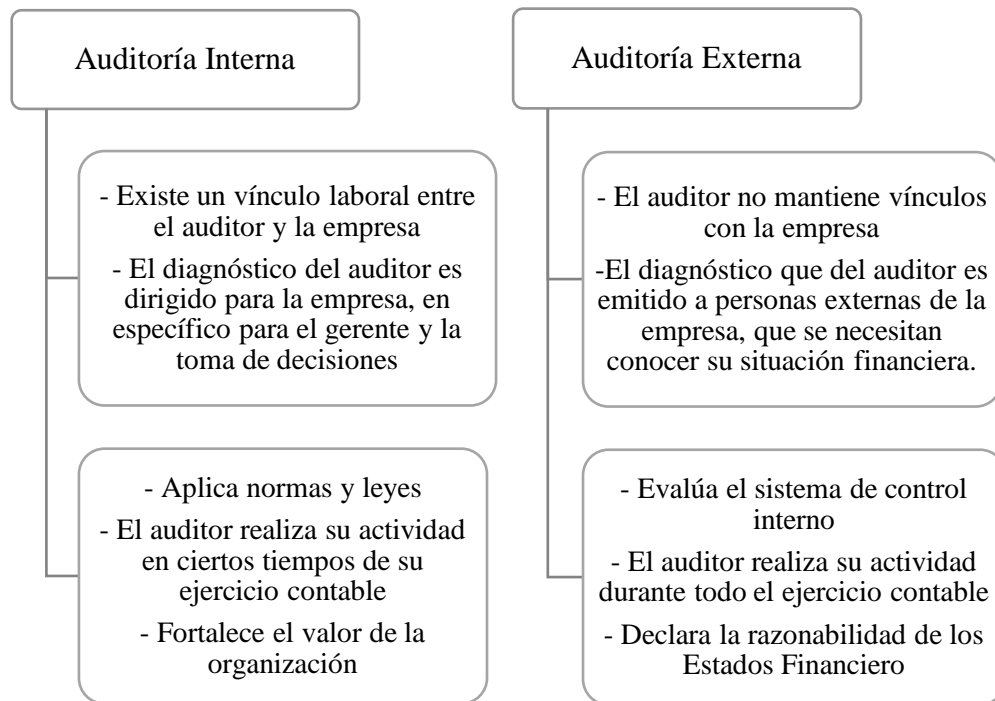 Auditoría Interna
- Existe un vínculo laboral entre
el auditor y la empresa
- El diagnóstico del auditor es
dirigido para la empresa, en
específico para el gerente y la
toma de decisiones
- Aplica normas y leyes
- El auditor realiza su actividad
en ciertos tiempos de su
ejercicio contable
- Fortalece el valor de la
organización
Auditoría Externa
- El auditor no mantiene vínculos
con la empresa
-El diagnóstico que del auditor es
emitido a personas externas de la
empresa, que se necesitan
conocer su situación financiera.
- Evalúa el sistema de control
interno
- El auditor realiza su actividad
durante todo el ejercicio contable
- Declara la razonabilidad de los
Estados Financiero